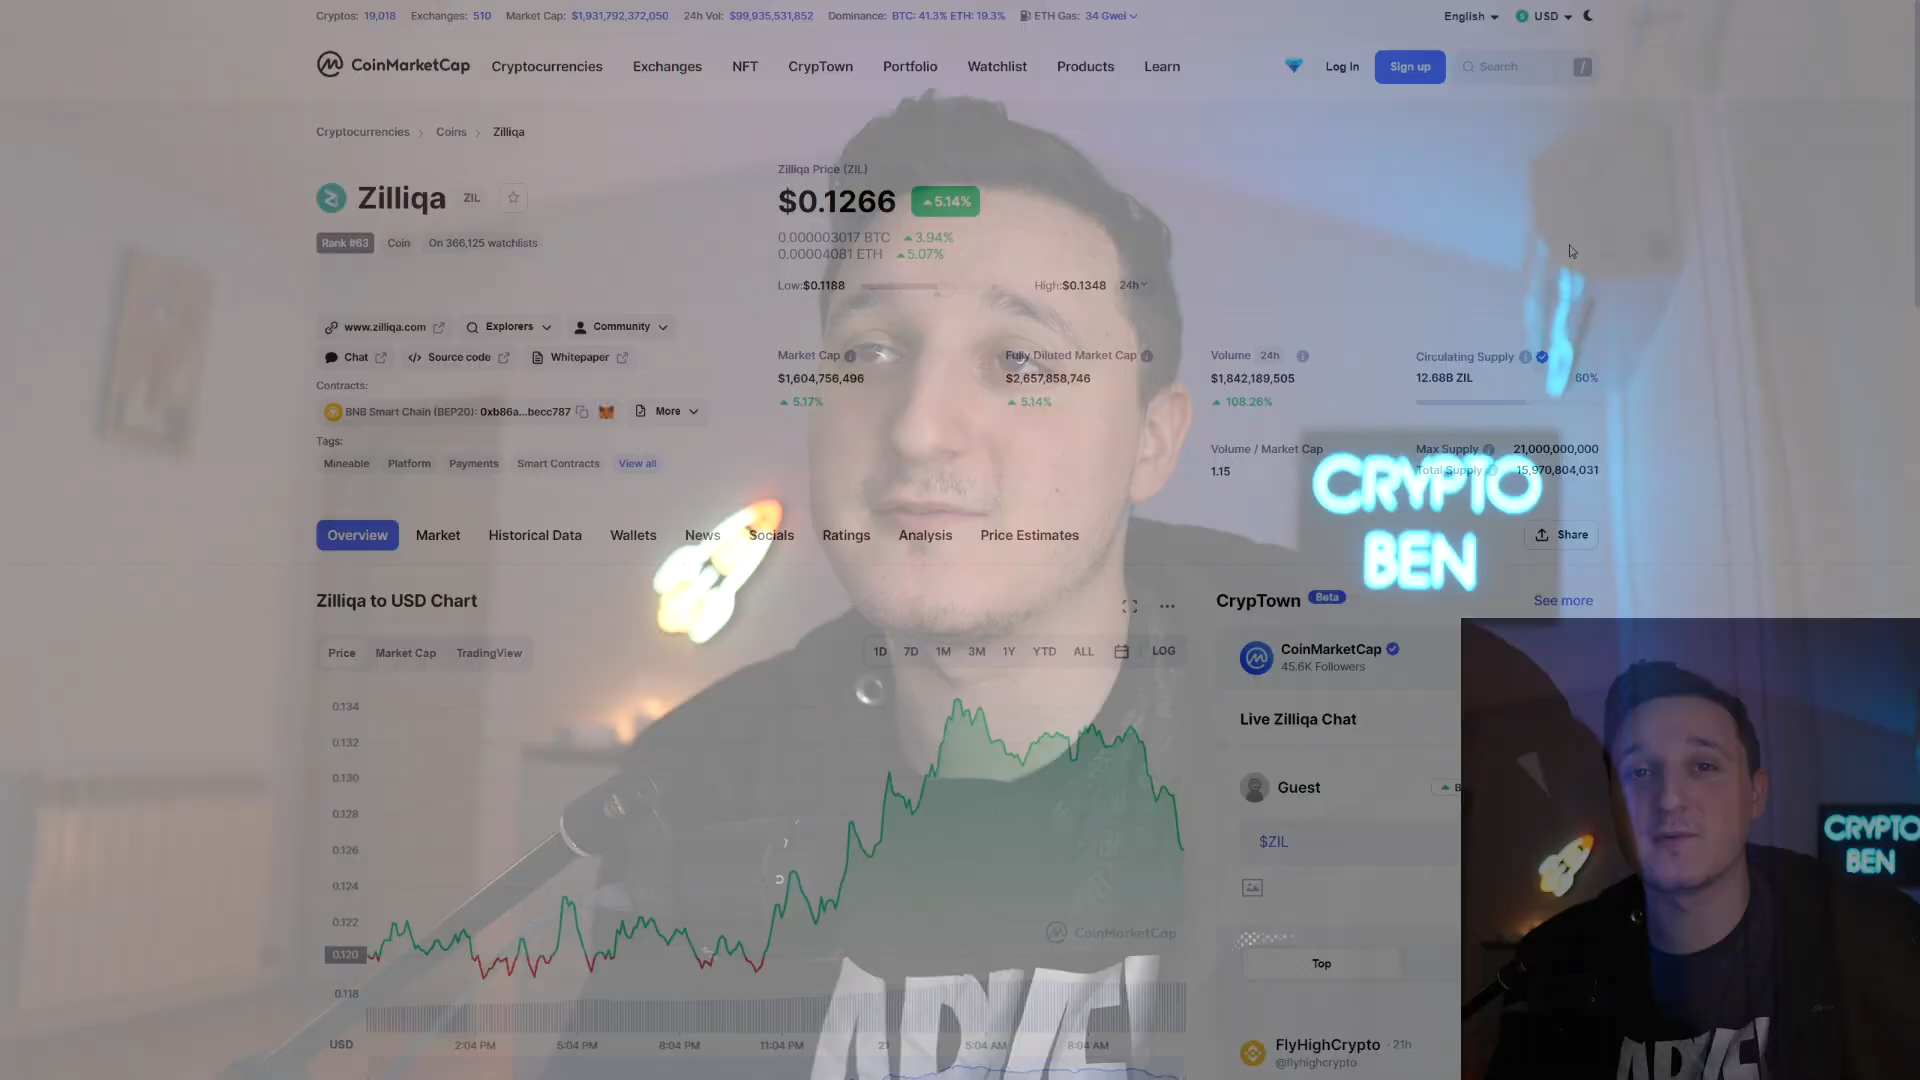 Cryptos: 19,018 Exchanges: 510 Market Cap: $1,931,792,372,050 24h Vol: $99,935,531,852 Dominance: BTC: 41.3% ETH: 19.3% ETH Gas: 34 Gwei English USD
CoinMarketCap Cryptocurrencies Exchanges NFT CrypTown Portfolio Watchlist Products Learn Log In Sign up Search /
Cryptocurrencies Coins Zilliqa
Zilliqa Price (ZIL)
Zilliqa ZIL $0.1266 5.14%
Rank #63 Coin On 366,125 watchlists
0.000003017 BTC 3.94%
0.00004081 ETH 5.07%
Low:$0.1188 High:$0.1348 24h
www.zilliqa.com Explorers Community
Chat Source code Whitepaper
Market Cap Fully Diluted Market Cap Volume 24h Circulating Supply
$1,604,756,496 $2,657,858,746 $1,842,189,505 12.68B ZIL 60%
5.17% 5.14% 108.26%
Contracts:
BNB Smart Chain (BEP20): 0xb86a...becc787 More
Tags:
Mineable Platform Payments Smart Contracts View all
Volume / Market Cap Max Supply 21,000,000,000
1.15 Total Supply 15,970,804,031
CRYPTO
BEN
Overview Market Historical Data Wallets News Socials Ratings Analysis Price Estimates Share
Zilliqa to USD Chart CrypTown Beta See more
Price Market Cap TradingView 1D 7D 1M 3M 1Y YTD ALL LOG
CoinMarketCap
45.6K Followers
Live Zilliqa Chat
Guest
$ZIL
0.134
0.132
0.130
0.128
0.126
0.124
0.122
0.120
0.118
CoinMarketCap
Top
USD 2:04 PM 5:04 PM 8:04 PM 11:04 PM 21 5:04 AM 8:04 AM
FlyHighCrypto · 21h
@flyhighcrypto
CRYPTO
BEN